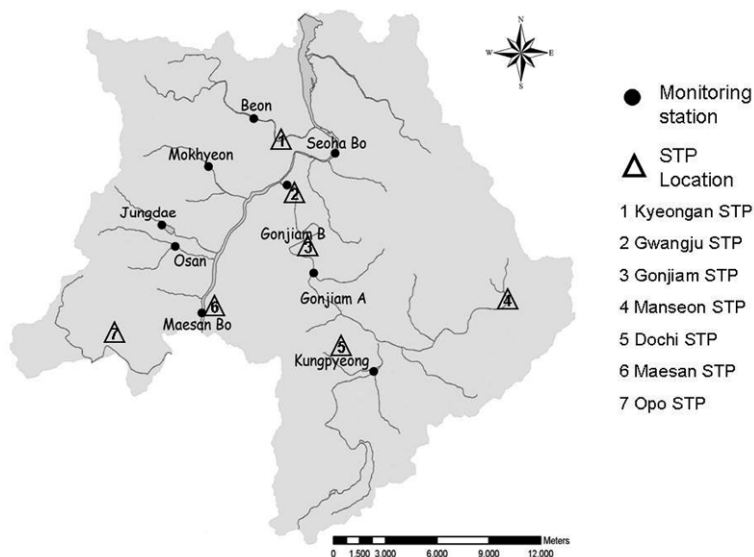 N
W E
S
Beon
1
Seoha Bo
Mokhyeon
2
Jungdae
Gonjiam B
3
Osan
Gonjiam A
4
6
Maesan Bo
7
5
Kungpyeong
Monitoring
station
STP
Location
1 Kyeongan STP
2 Gwangju STP
3 Gonjiam STP
4 Manseon STP
5 Dochi STP
6 Maesan STP
7 Opo STP
Meters
0 1.500 3.000 6.000 9.000 12.000